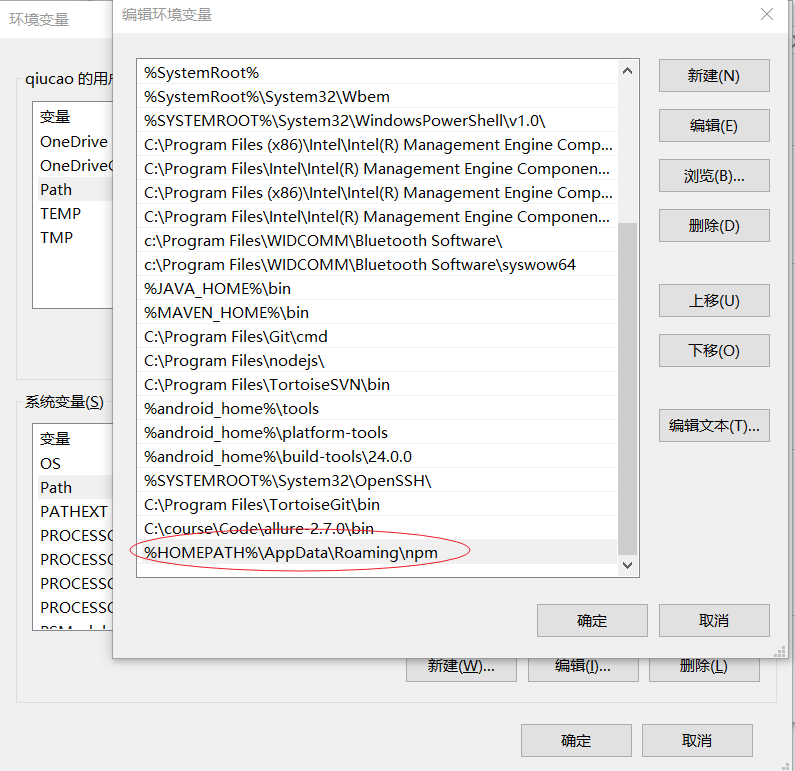 环境变量
编辑环境变量
qiucao 的用户
变量
OneDrive
OneDriveC
Path
TEMP
TMP
%SystemRoot%
%SystemRoot%\System32\Wbem
%SYSTEMROOT%\System32\WindowsPowerShell\v1.0\
C:\Program Files (x86)\Intel\Intel(R) Management Engine Comp...
C:\Program Files\Intel\Intel(R) Management Engine Componen...
C:\Program Files (x86)\Intel\Intel(R) Management Engine Comp...
C:\Program Files\Intel\Intel(R) Management Engine Componen...
c:\Program Files\WIDCOMM\Bluetooth Software\
c:\Program Files\WIDCOMM\Bluetooth Software\syswow64
%JAVA_HOME%\bin
%MAVEN_HOME%\bin
C:\Program Files\Git\cmd
C:\Program Files\nodejs\
C:\Program Files\TortoiseSVN\bin
%android_home%\tools
%android_home%\platform-tools
%android_home%\build-tools\24.0.0
%SYSTEMROOT%\System32\OpenSSH\
C:\Program Files\TortoiseGit\bin
C:\course\Code\allure-2.7.0\bin
%HOMEPATH%\AppData\Roaming\npm
新建(N)
编辑(E)
浏览(B)...
删除(D)
上移(U)
下移(O)
编辑文本(T)...
系统变量(S)
变量
OS
Path
PATHEXT
PROCESSC
PROCESSC
PROCESSC
PROCESSC
确定
取消
新建(W)...
编辑(I)...
删除(L)
确定
取消